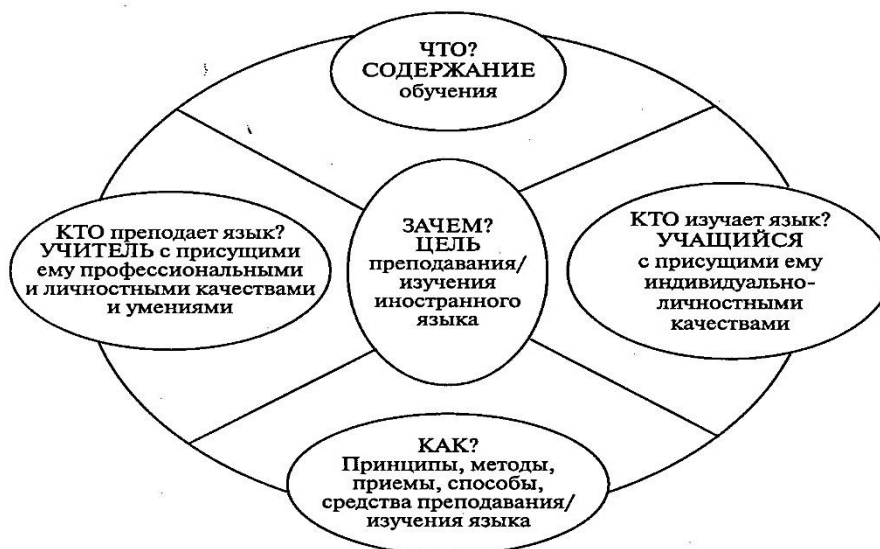 ЧТО?
СОДЕРЖАНИЕ
обучения
КТО преподает язык?
УЧИТЕЛЬ с присущими
ему профессиональными
и личностными качествами
и умениями
ЗАЧЕМ?
ЦЕЛЬ
преподавания/
изучения
иностранного
языка
КТО изучает язык?
УЧАЩИЙСЯ
с присущими ему
индивидуально-
личностными
качествами
КАК?
Принципы, методы,
приемы, способы,
средства преподавания/
изучения языка